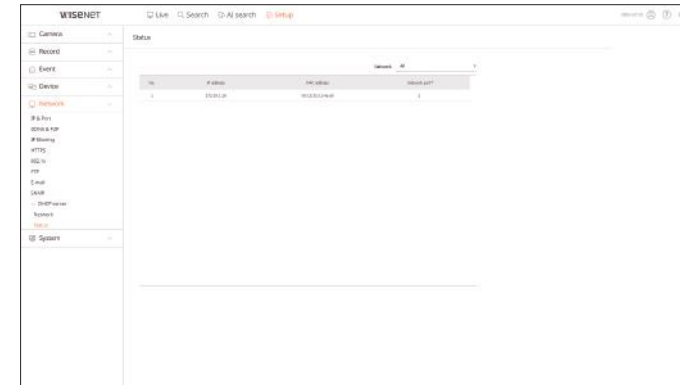 WISENET
Live Search AI search Setup
Camera
Record
Event
Device
Network
IP & Port
DDNS & P2P
IP filtering
HTTPS
802.1x
FTP
E-mail
SNMP
DHCP server
Network
Status
System
Status
Network All
No. IP address MAC address Network port
1